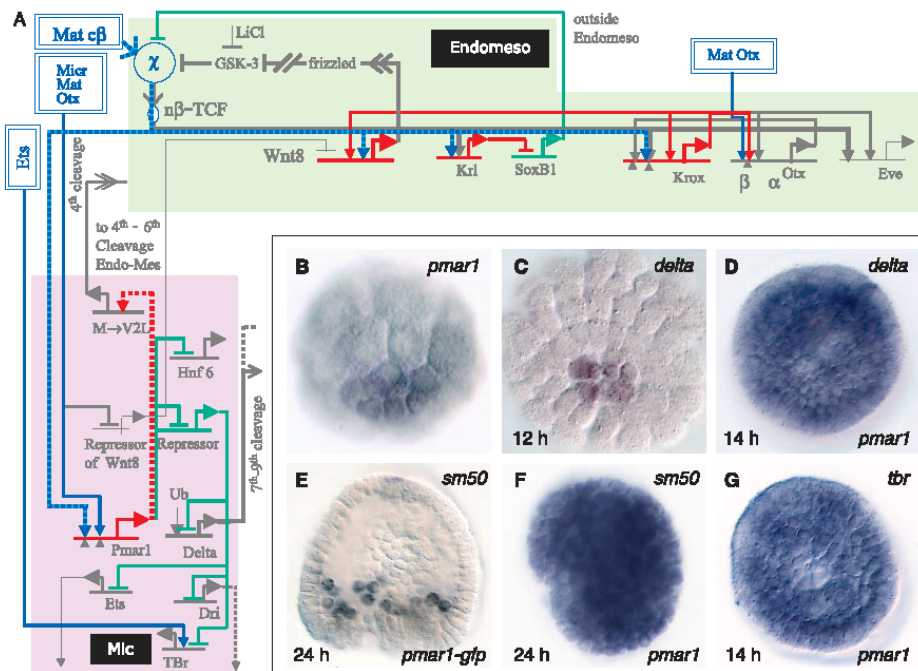 A
Mat cβ
LiCl
χ
GSK-3
frizzled
Endomeso
outside
Endomeso
Micr
Mat
Otx
nβ-TCF
Mat Otx
Ets
4th cleavage
Wnt8
Krl
SoxB1
Krox
β
α
Otx
Eve
to 4th - 6th
Cleavage
Endo-Mes
M→V2L
Hnf 6
Repressor
of Wnt8
Repressor
7th-9th cleavage
Ub
Pmar1
Delta
Ets
Dri
Mic
TBr
B
pmar1
C
delta
12 h
D
delta
14 h
pmar1
E
sm50
24 h
pmar1-gfp
F
sm50
24 h
pmar1
G
tbr
14 h
pmar1